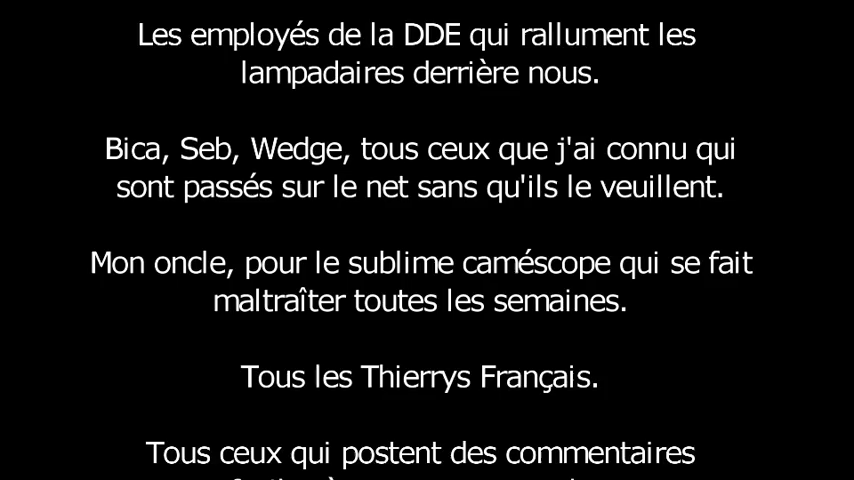 Les employés de la DDE qui rallument les
lampadaires derrière nous.
Bica, Seb, Wedge, tous ceux que j'ai connu qui
sont passés sur le net sans qu'ils le veuillent.
Mon oncle, pour le sublime caméscope qui se fait
maltraîter toutes les semaines.
Tous les Thierrys Français.
Tous ceux qui postent des commentaires